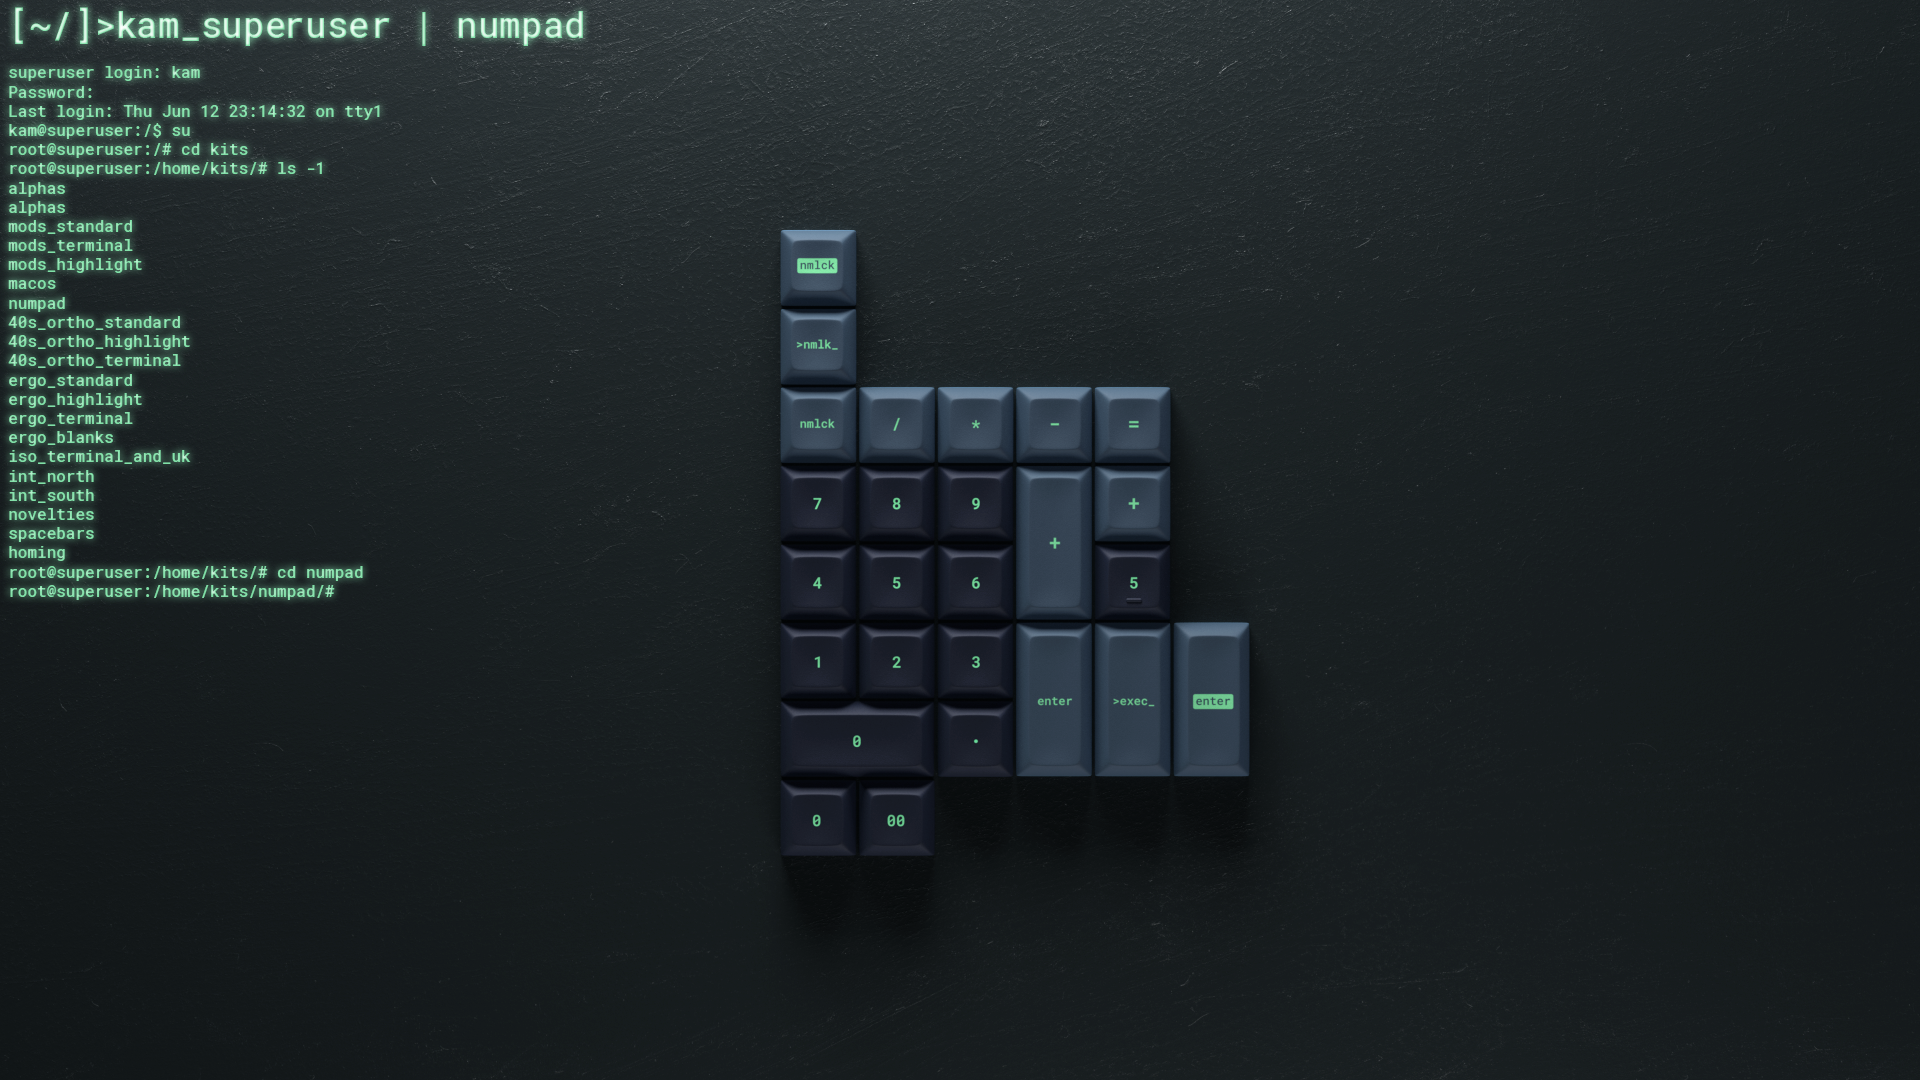 [~/]>kam_superuser | numpad
superuser login: kam
Password:
Last login: Thu Jun 12 23:14:32 on tty1
kam@superuser:/$ su
root@superuser:/# cd kits
root@superuser:/home/kits/# ls -1
alphas
alphas
mods_standard
mods_terminal
mods_highlight
macos
numpad
40s_ortho_standard
40s_ortho_highlight
40s_ortho_terminal
ergo_standard
ergo_highlight
ergo_terminal
ergo_blanks
iso_terminal_and_uk
int_north
int_south
novelties
spacebars
homing
root@superuser:/home/kits/# cd numpad
root@superuser:/home/kits/numpad/#
nmlck
>nmlk_
nmlck / * - =
7 8 9 + +
4 5 6 5
1 2 3 enter >exec_ enter
0 .
0 00